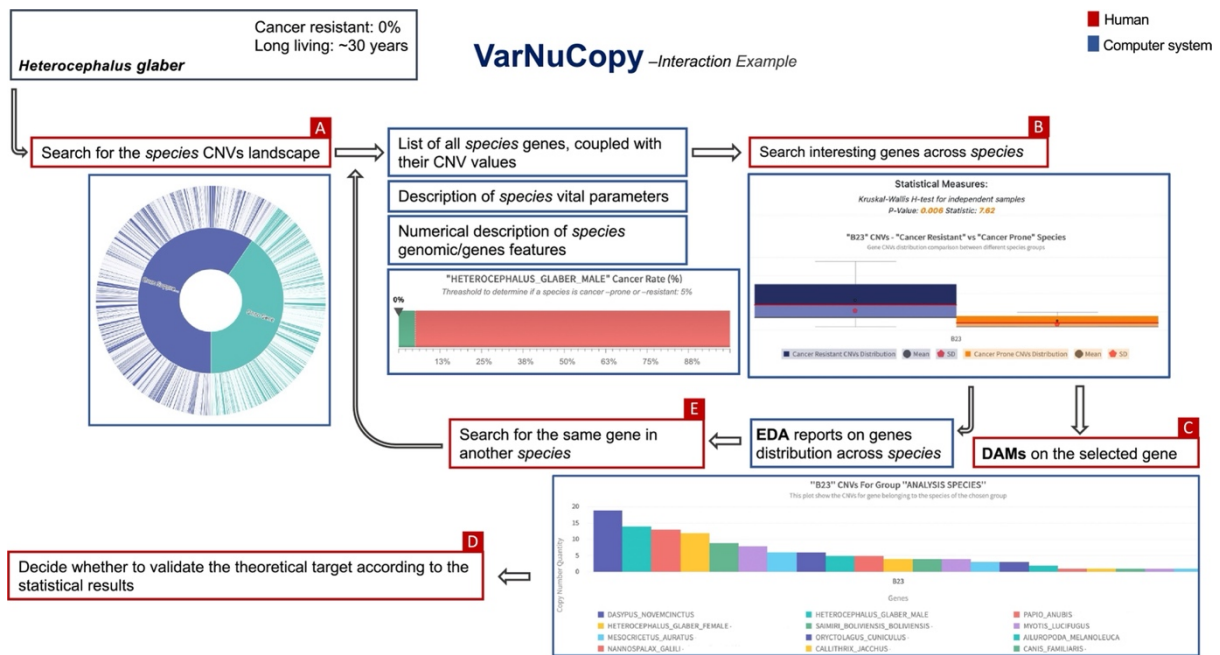 Cancer resistant: 0%
Long living: ~30 years
Heterocephalus glaber
VarNuCopy –Interaction Example
Human
Computer system
A
Search for the species CNVs landscape
List of all species genes, coupled with
their CNV values
Description of species vital parameters
Numerical description of species
genomic/genes features
"HETEROCEPHALUS_GLABER_MALE" Cancer Rate (%)
Threshold to determine if a species is cancer –prone or –resistant: 5%
0%
13% 25% 38% 50% 63% 75% 88%
B
Search interesting genes across species
Statistical Measures:
Kruskal-Wallis H-test for independent samples
P-Value: 0.006 Statistic: 7.62
"B23" CNVs - "Cancer Resistant" vs "Cancer Prone" Species
Gene CNVs distribution comparison between different species groups
B23
Cancer Resistant CNVs Distribution Mean SD Cancer Prone CNVs Distribution Mean SD
E
Search for the same gene in
another species
EDA reports on genes
distribution across species
C
DAMs on the selected gene
"B23" CNVs For Group "ANALYSIS SPECIES"
This plot show the CNVs for gene belonging to the species of the chosen group
Copy Number Quantity
20
15
10
5
0
B23
Genes
DASYPUS_NOVEMCINCTUS HETEROCEPHALUS_GLABER_MALE PAPIO_ANUBIS
HETEROCEPHALUS_GLABER_FEMALE - SAIMIRI_BOLIVIENSIS_BOLIVIENSIS - MYOTIS_LUCIFUGUS
MESOCRICETUS_AURATUS - ORYCTOLAGUS_CUNICULUS - AILUROPODA_MELANOLEUCA
NANNOSPALAX_GALILI - CALLITHRIX_JACCHUS - CANIS_FAMILIARIS -
D
Decide whether to validate the theoretical target according to the
statistical results